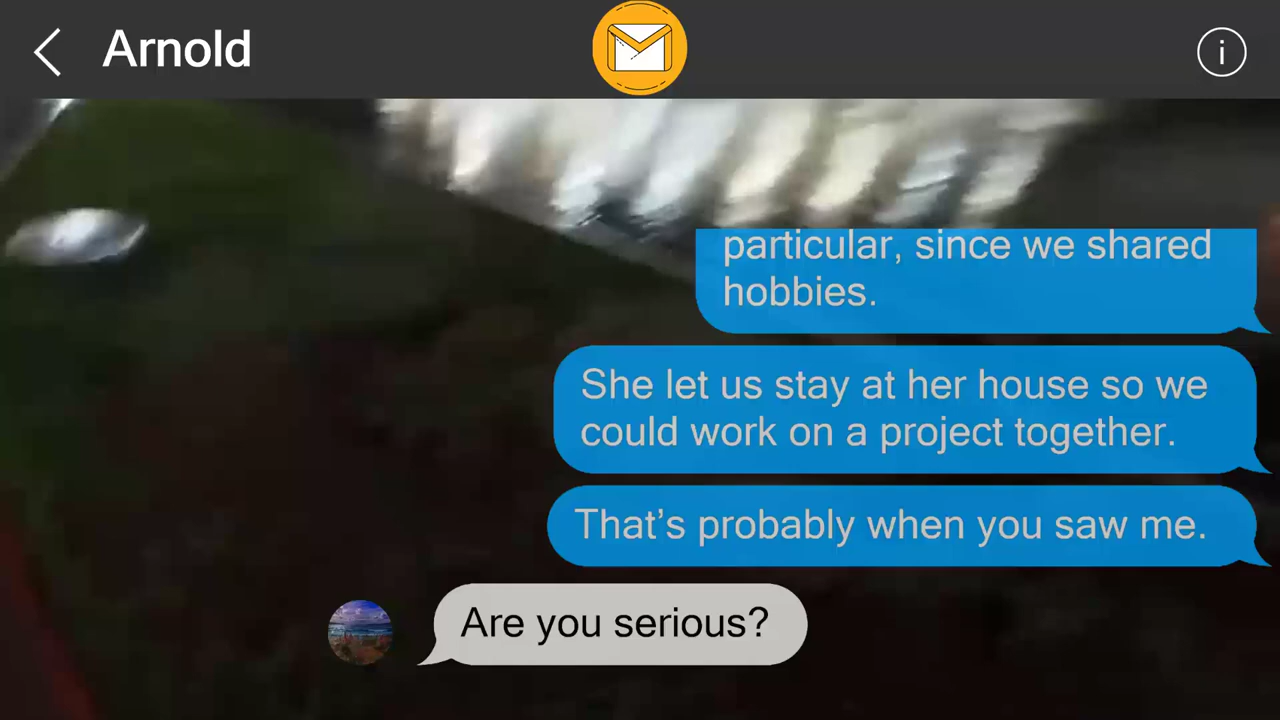 Arnold
i
particular, since we shared
hobbies.
She let us stay at her house so we
could work on a project together.
That’s probably when you saw me.
Are you serious?